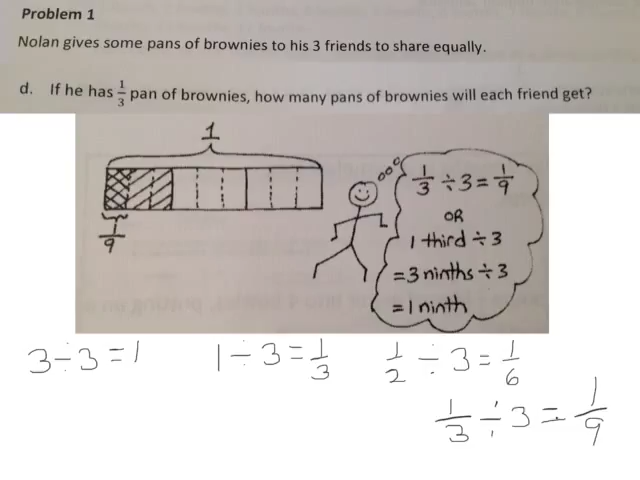 Problem 1
Nolan gives some pans of brownies to his 3 friends to share equally.
d. If he has 1/3 pan of brownies, how many pans of brownies will each friend get?
1
1/9
1/3 ÷ 3 = 1/9
OR
1 third ÷ 3
= 3 ninths ÷ 3
= 1 ninth
3 ÷ 3 = 1 1 ÷ 3 = 1/3 1/2 ÷ 3 = 1/6
1/3 ÷ 3 = 1/9